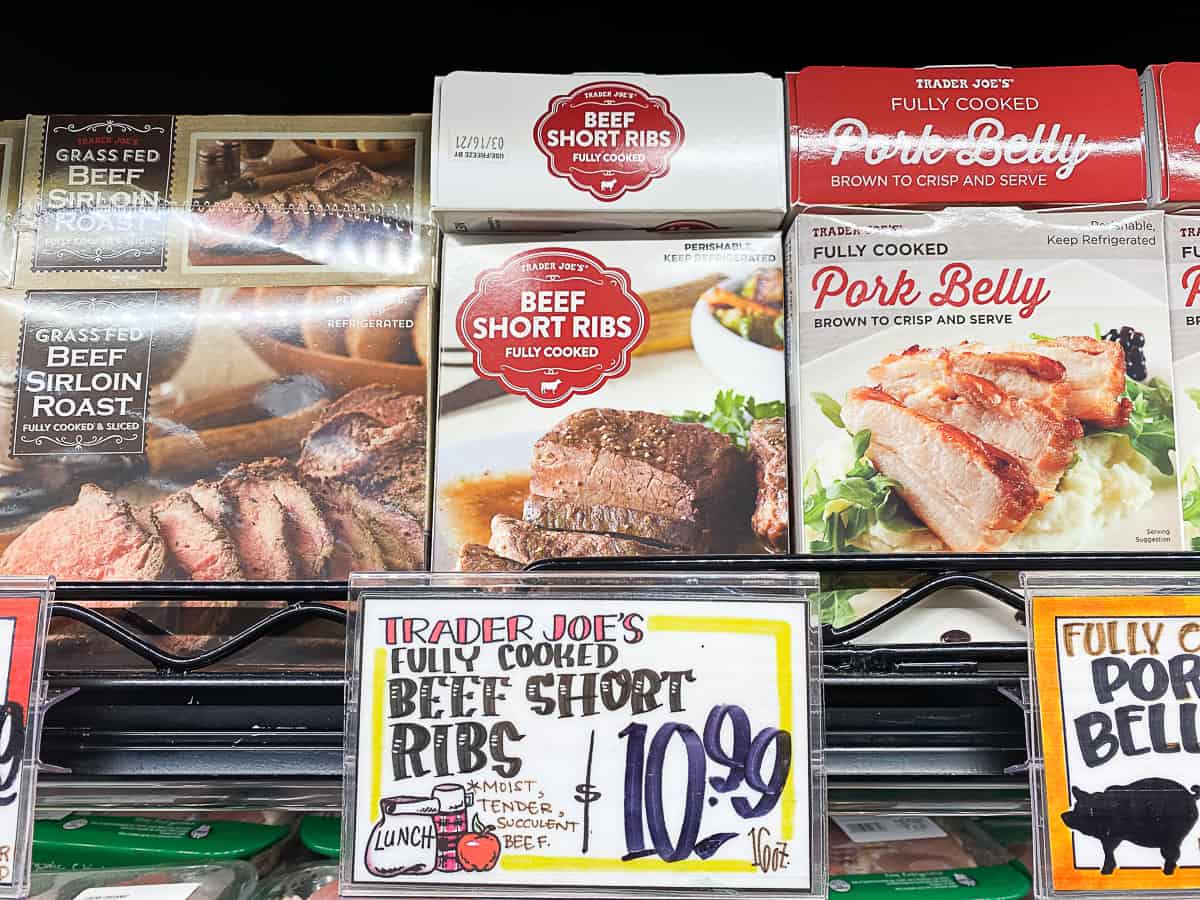 TRADER JOE'S
GRASS FED
BEEF
SIRLOIN
ROAST
FULLY COOKED & SLICED
GRASS FED
BEEF
SIRLOIN
ROAST
FULLY COOKED & SLICED
REFRIGERATED
USE/FREEZE BY
03/16/21
TRADER JOE'S
BEEF
SHORT RIBS
FULLY COOKED
PERISHABLE
KEEP REFRIGERATED
TRADER JOE'S
BEEF
SHORT RIBS
FULLY COOKED
TRADER JOE'S
FULLY COOKED
Pork Belly
BROWN TO CRISP AND SERVE
TRADER JOE'S
FULLY COOKED
Pork Belly
BROWN TO CRISP AND SERVE
Perishable,
Keep Refrigerated
Serving
Suggestion
TRADER JOE'S
FULLY COOKED
BEEF SHORT
RIBS
*MOIST,
TENDER,
SUCCULENT
BEEF.
LUNCH
$10.99
16oz.
FULLY
POR
BELL